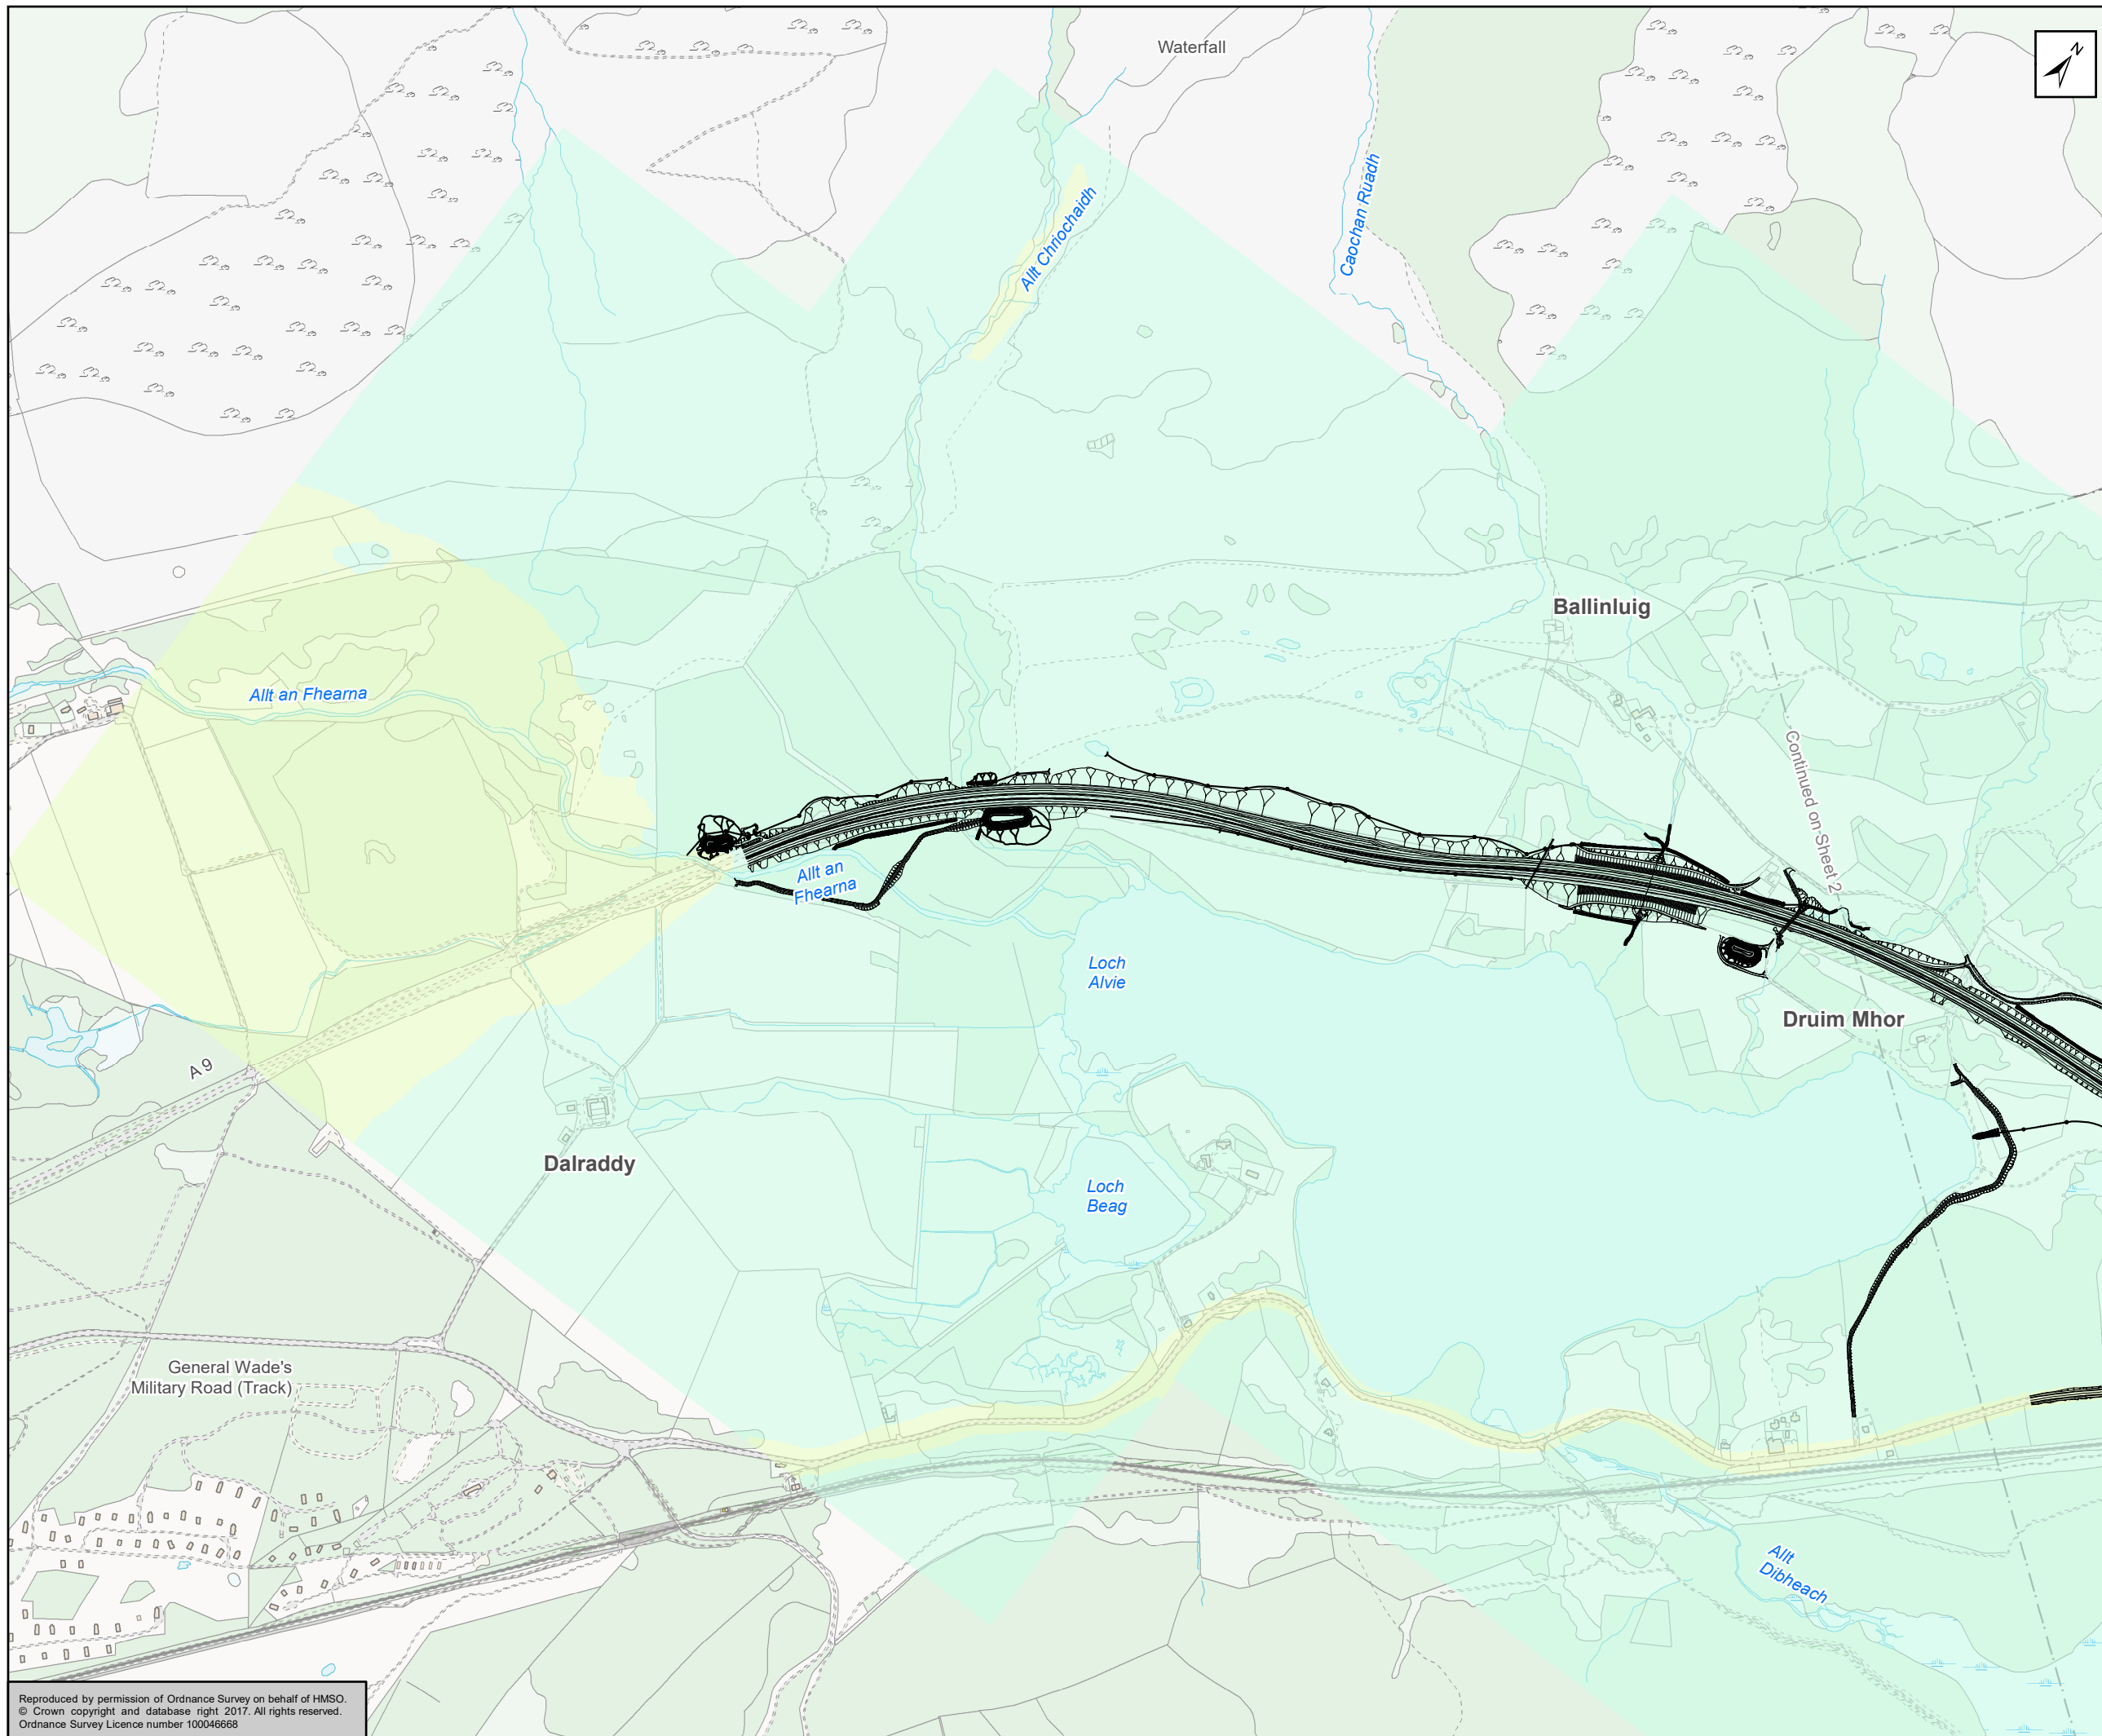 Waterfall
N
Caochan Ruadh
Allt Chriochaidh
Ballinluig
Allt an Fhearna
Continued on Sheet 2
Allt an
Fhearna
Loch
Alvie
Druim Mhor
A 9
Dalraddy
Loch
Beag
General Wade's
Military Road (Track)
Allt
Dibheach
Reproduced by permission of Ordnance Survey on behalf of HMSO.
© Crown copyright and database right 2017. All rights reserved.
Ordnance Survey Licence number 100046668